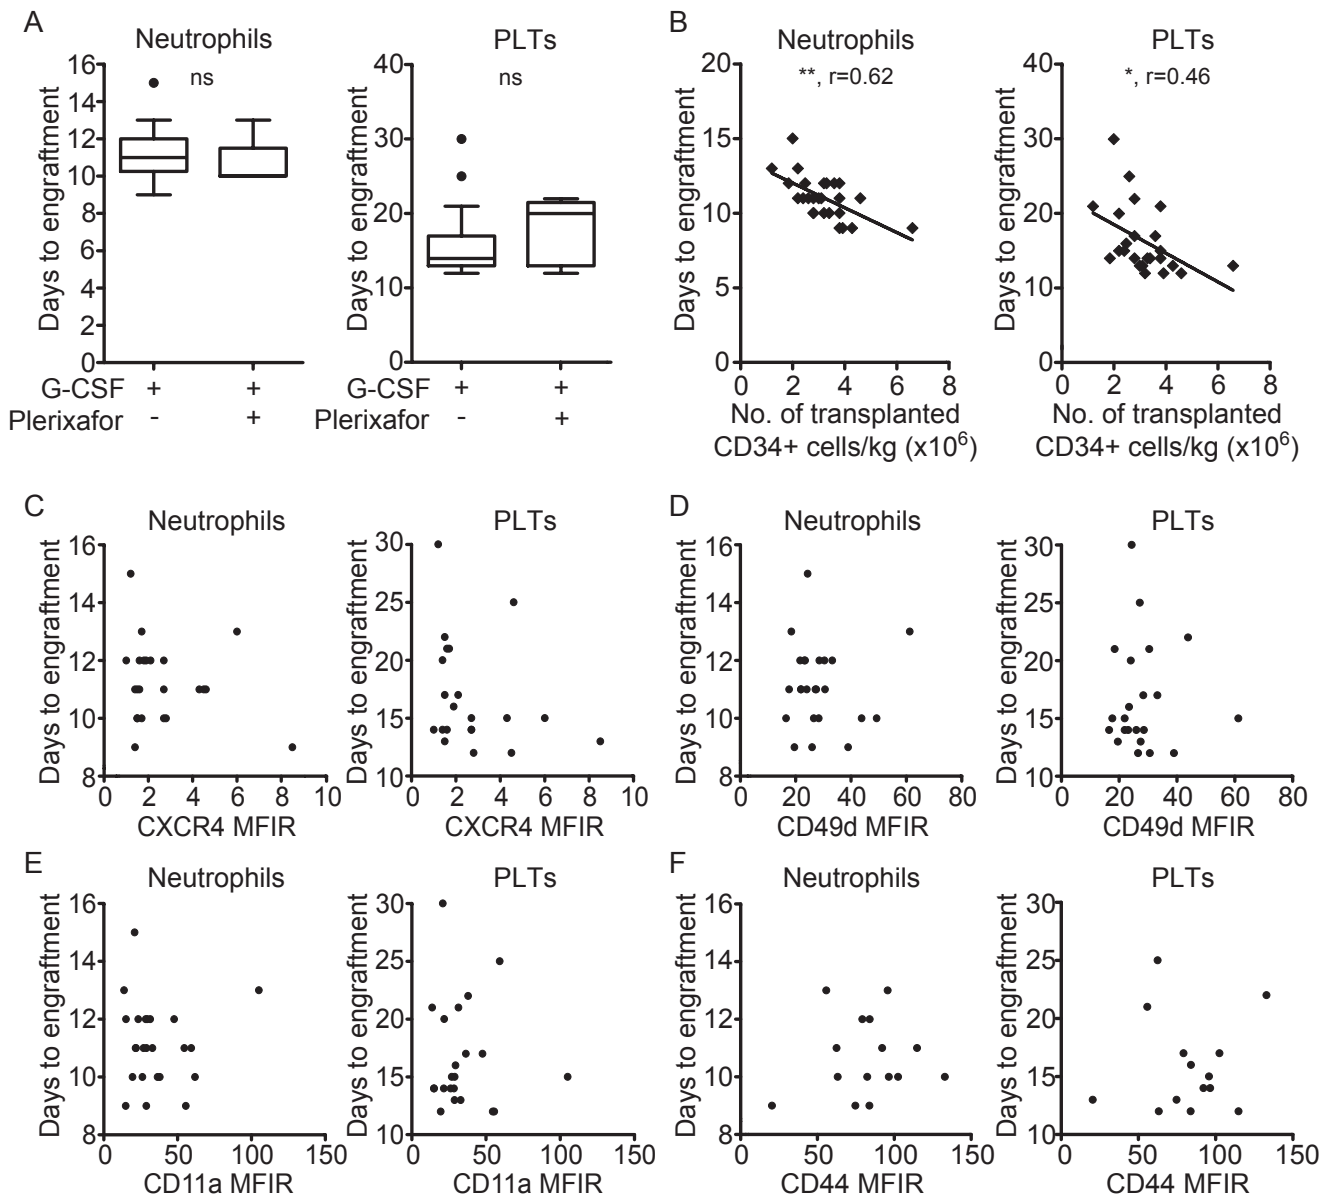 A
Neutrophils
ns
Days to engraftment
16
14
12
10
8
6
4
2
0
G-CSF + +
Plerixafor - +
PLTs
ns
Days to engraftment
40
30
20
10
0
G-CSF + +
Plerixafor - +
B
Neutrophils
**, r=0.62
Days to engraftment
20
15
10
5
0
0 2 4 6 8
No. of transplanted
CD34+ cells/kg (x10⁶)
PLTs
*, r=0.46
Days to engraftment
40
30
20
10
0
0 2 4 6 8
No. of transplanted
CD34+ cells/kg (x10⁶)
C
Neutrophils
Days to engraftment
16
14
12
10
8
0 2 4 6 8 10
CXCR4 MFIR
PLTs
Days to engraftment
30
25
20
15
10
0 2 4 6 8 10
CXCR4 MFIR
D
Neutrophils
Days to engraftment
16
14
12
10
8
0 20 40 60 80
CD49d MFIR
PLTs
Days to engraftment
30
25
20
15
10
0 20 40 60 80
CD49d MFIR
E
Neutrophils
Days to engraftment
16
14
12
10
8
0 50 100 150
CD11a MFIR
PLTs
Days to engraftment
30
25
20
15
10
0 50 100 150
CD11a MFIR
F
Neutrophils
Days to engraftment
16
14
12
10
8
0 50 100 150
CD44 MFIR
PLTs
Days to engraftment
30
25
20
15
10
0 50 100 150
CD44 MFIR